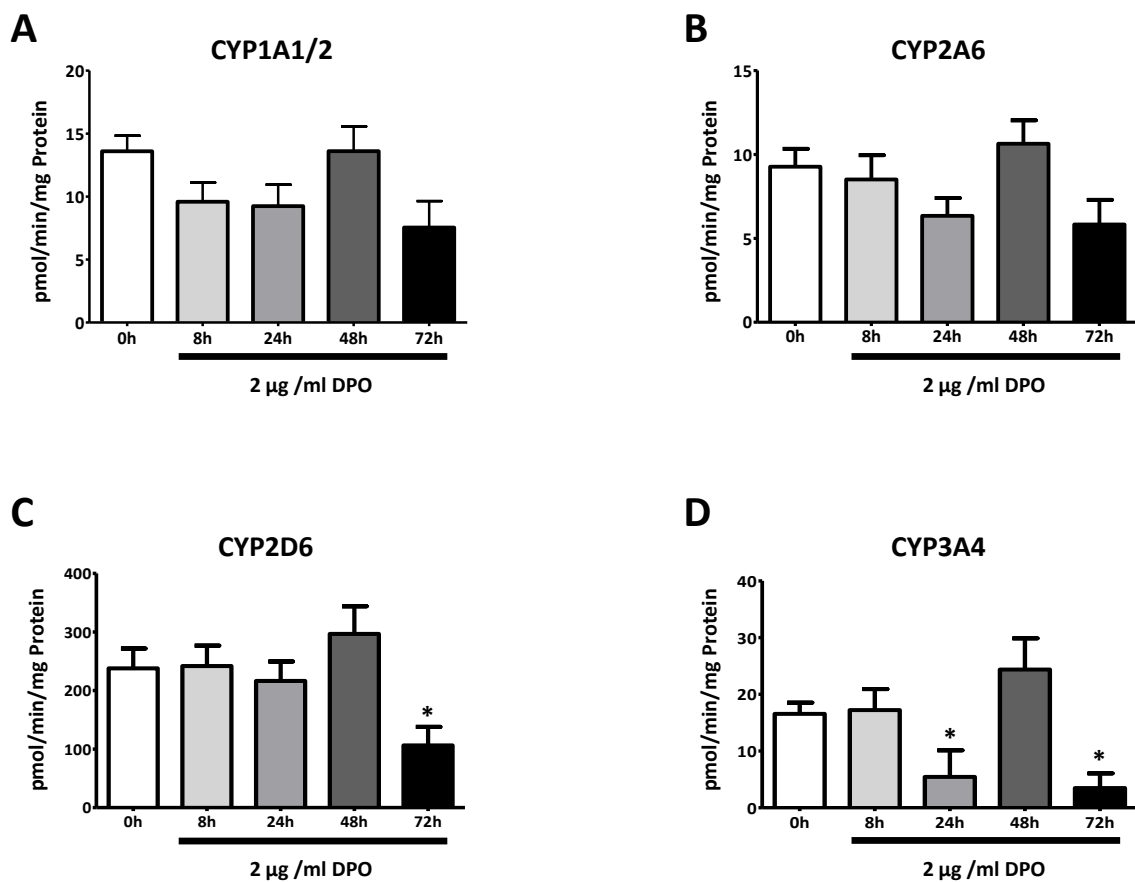 A
CYP1A1/2
pmol/min/mg Protein
20
15
10
5
0
0h 8h 24h 48h 72h
2 µg /ml DPO
B
CYP2A6
pmol/min/mg Protein
15
10
5
0
0h 8h 24h 48h 72h
2 µg /ml DPO
C
CYP2D6
pmol/min/mg Protein
400
300
200
100
0
*
0h 8h 24h 48h 72h
2 µg /ml DPO
D
CYP3A4
pmol/min/mg Protein
40
30
20
10
0
* *
0h 8h 24h 48h 72h
2 µg /ml DPO